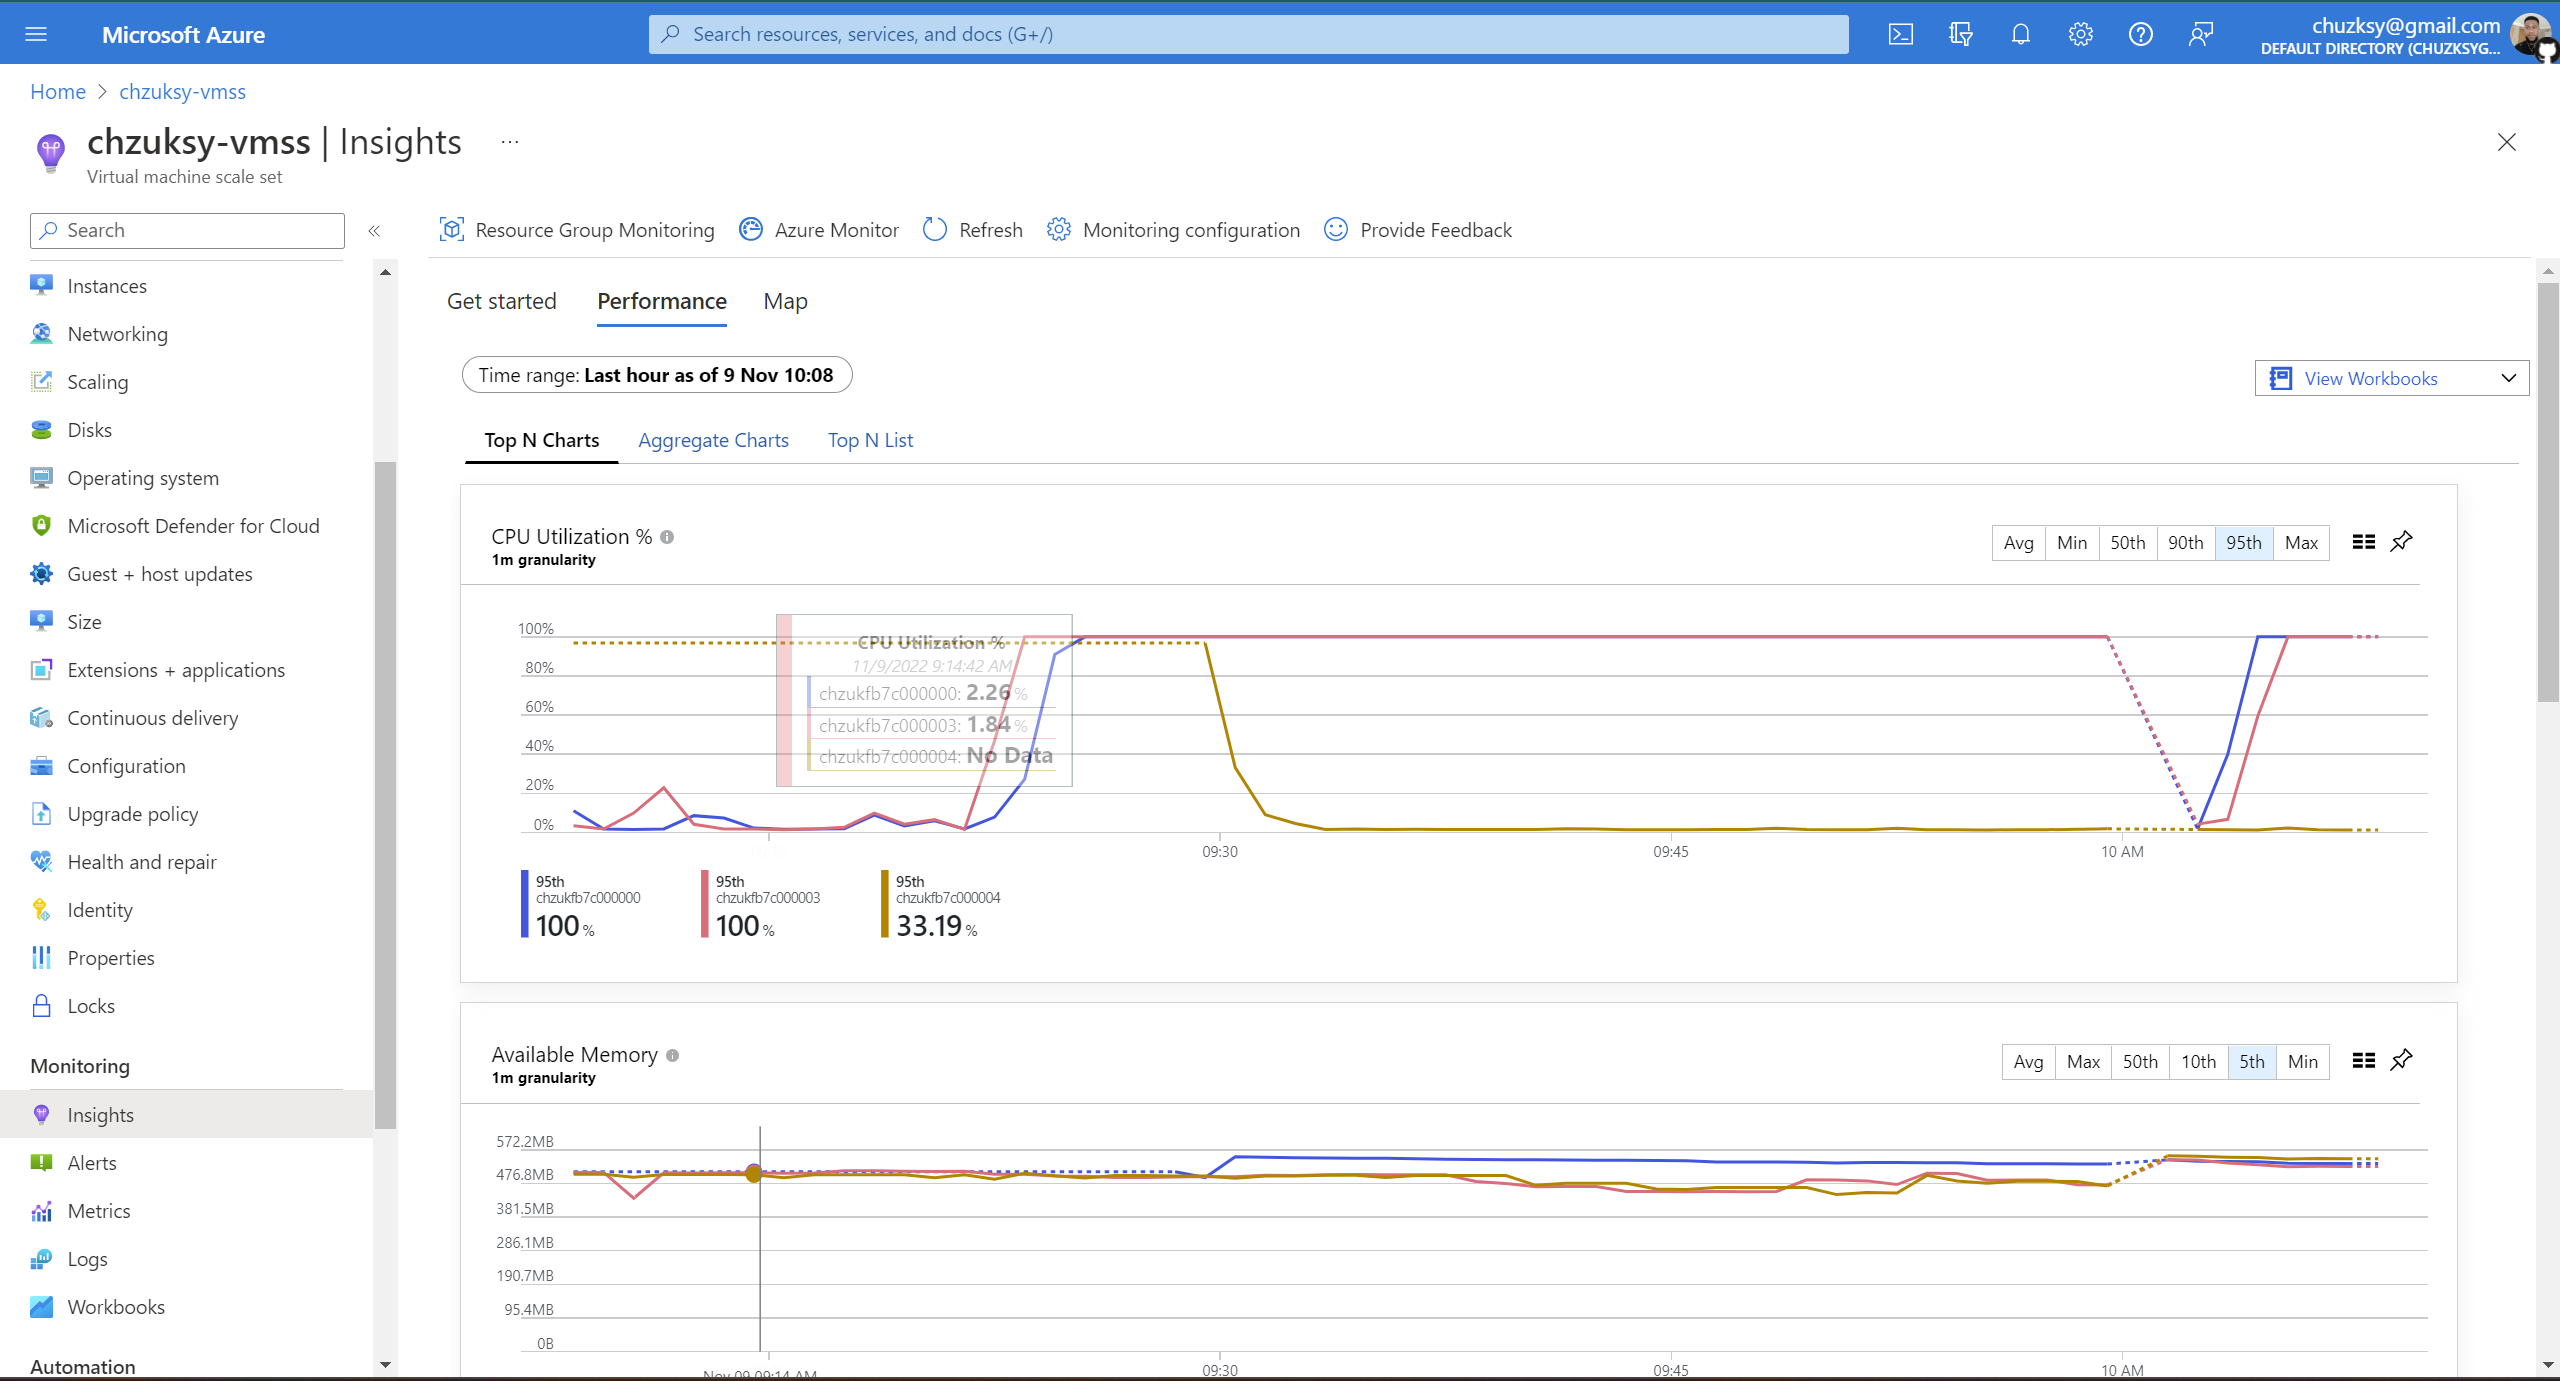 Microsoft Azure
Search resources, services, and docs (G+/)
chuzksy@gmail.com
DEFAULT DIRECTORY (CHUZKSYG...
Home > chzuksy-vmss
chzuksy-vmss | Insights ...
Virtual machine scale set
Search
«
Instances
Networking
Scaling
Disks
Operating system
Microsoft Defender for Cloud
Guest + host updates
Size
Extensions + applications
Continuous delivery
Configuration
Upgrade policy
Health and repair
Identity
Properties
Locks
Monitoring
Insights
Alerts
Metrics
Logs
Workbooks
Automation
Resource Group Monitoring
Azure Monitor
Refresh
Monitoring configuration
Provide Feedback
Get started
Performance
Map
Time range: Last hour as of 9 Nov 10:08
View Workbooks
Top N Charts
Aggregate Charts
Top N List
CPU Utilization %
1m granularity
Avg
Min
50th
90th
95th
Max
100%
80%
60%
40%
20%
0%
CPU Utilization %
11/9/2022 9:14:42 AM
chzukfb7c000000: 2.26 %
chzukfb7c000003: 1.84 %
chzukfb7c000004: No Data
09:30
09:45
10 AM
95th
chzukfb7c000000
100 %
95th
chzukfb7c000003
100 %
95th
chzukfb7c000004
33.19 %
Available Memory
1m granularity
Avg
Max
50th
10th
5th
Min
572.2MB
476.8MB
381.5MB
286.1MB
190.7MB
95.4MB
0B
Nov 09 09:14 AM
09:30
09:45
10 AM